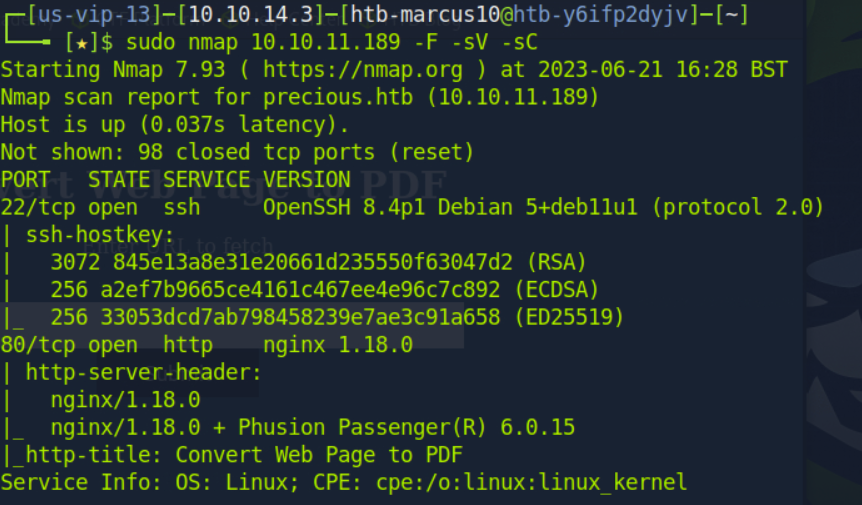 [us-vip-13]-[10.10.14.3]-[htb-marcus10@htb-y6ifp2dyjv]-[~]
[★]$ sudo nmap 10.10.11.189 -F -sV -sC
Starting Nmap 7.93 ( https://nmap.org ) at 2023-06-21 16:28 BST
Nmap scan report for precious.htb (10.10.11.189)
Host is up (0.037s latency).
Not shown: 98 closed tcp ports (reset)
PORT   STATE SERVICE VERSION
22/tcp open  ssh     OpenSSH 8.4p1 Debian 5+deb11u1 (protocol 2.0)
| ssh-hostkey:
|   3072 845e13a8e31e20661d235550f63047d2 (RSA)
|   256 a2ef7b9665ce4161c467ee4e96c7c892 (ECDSA)
|_  256 33053dcd7ab798458239e7ae3c91a658 (ED25519)
80/tcp open  http    nginx 1.18.0
| http-server-header:
|   nginx/1.18.0
|_  nginx/1.18.0 + Phusion Passenger(R) 6.0.15
|_http-title: Convert Web Page to PDF
Service Info: OS: Linux; CPE: cpe:/o:linux:linux_kernel